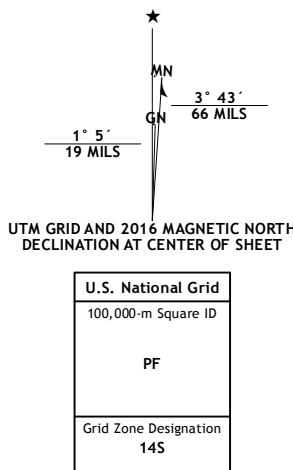 ★
MN
GN
3° 43´
66 MILS
1° 5´
19 MILS
UTM GRID AND 2016 MAGNETIC NORTH
DECLINATION AT CENTER OF SHEET
U.S. National Grid
100,000-m Square ID
PF
Grid Zone Designation
14S